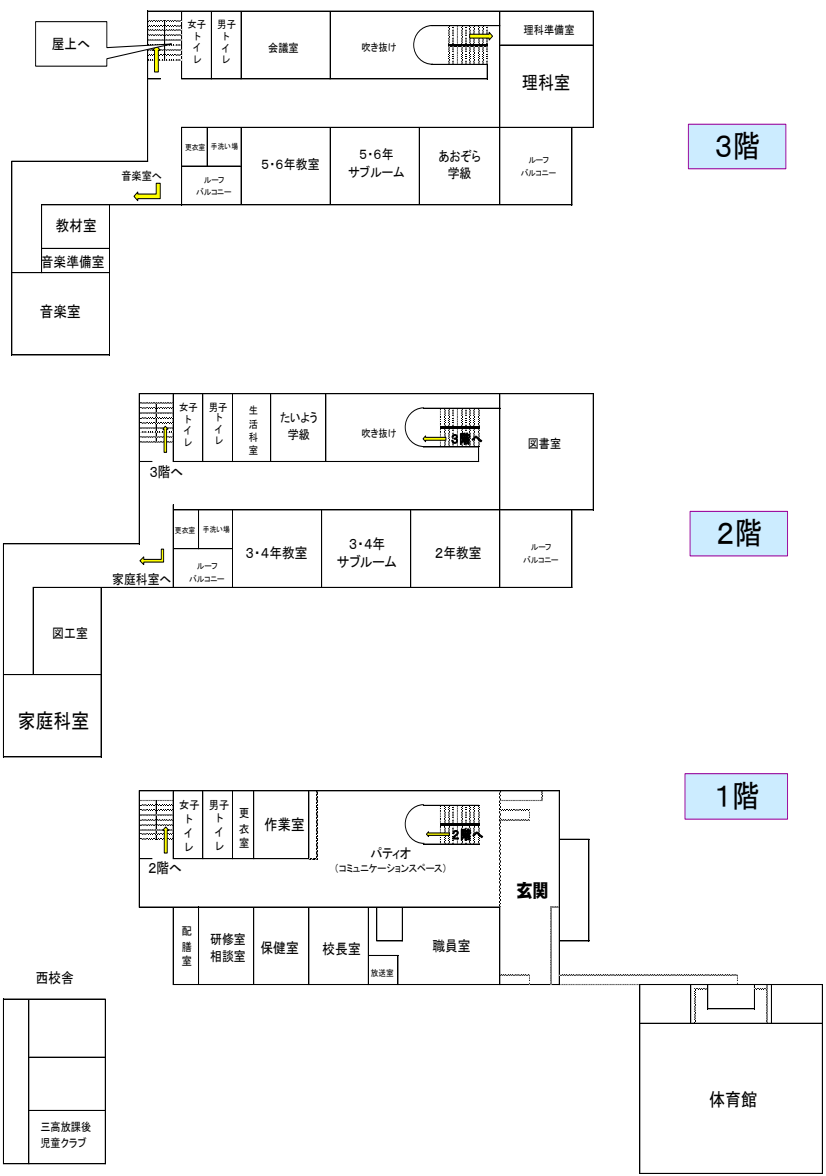 屋上へ
女子トイレ
男子トイレ
会議室
吹き抜け
理科準備室
理科室
3階
更衣室
手洗い場
ルーフ
バルコニー
5・6年教室
5・6年
サブルーム
あおぞら
学級
ルーフ
バルコニー
音楽室へ
教材室
音楽準備室
音楽室
女子トイレ
男子トイレ
生活科室
たいよう
学級
吹き抜け
3階へ
図書室
3階へ
2階
更衣室
手洗い場
ルーフ
バルコニー
3・4年教室
3・4年
サブルーム
2年教室
ルーフ
バルコニー
家庭科室へ
図工室
家庭科室
1階
女子トイレ
男子トイレ
更衣室
作業室
2階へ
パティオ
(コミュニケーションスペース)
2階へ
玄関
配膳室
研修室
相談室
保健室
校長室
放送室
職員室
西校舎
三高放課後
児童クラブ
体育館